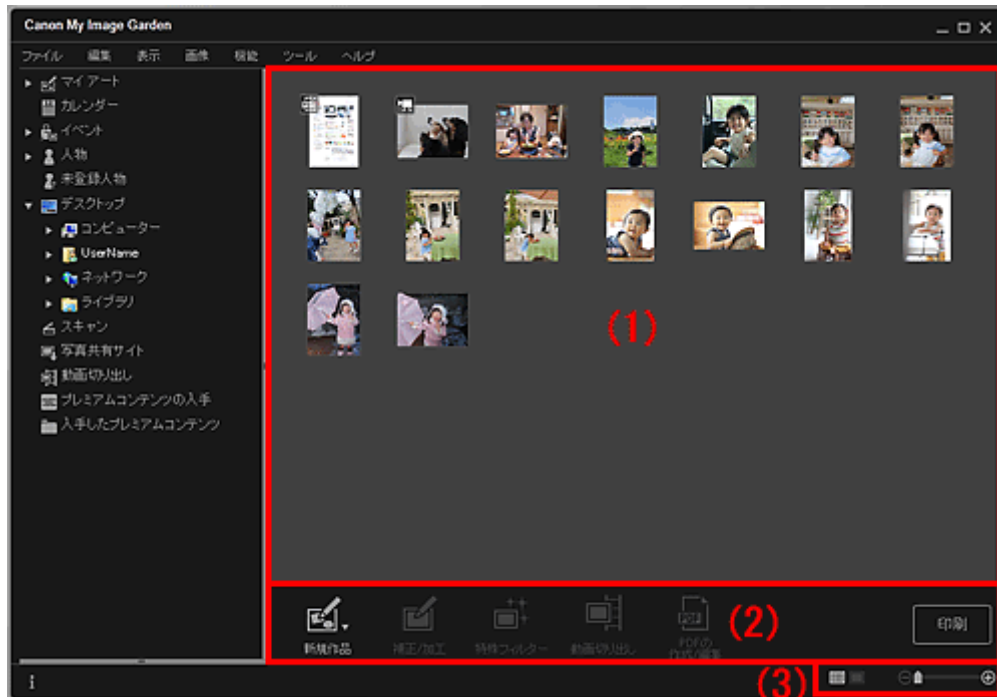 Canon My Image Garden
ファイル 編集 表示 画像 機能 ツール ヘルプ
マイ アート
カレンダー
イベント
人物
未登録人物
デスクトップ
コンピューター
UserName
ネットワーク
ライブラリ
スキャン
写真共有サイト
動画切り出し
プレミアムコンテンツの入手
入手したプレミアムコンテンツ
(1)
新規作品 補正/加工 特殊フィルター 動画切り出し PDFの
作成/編集
(2)
印刷
(3)